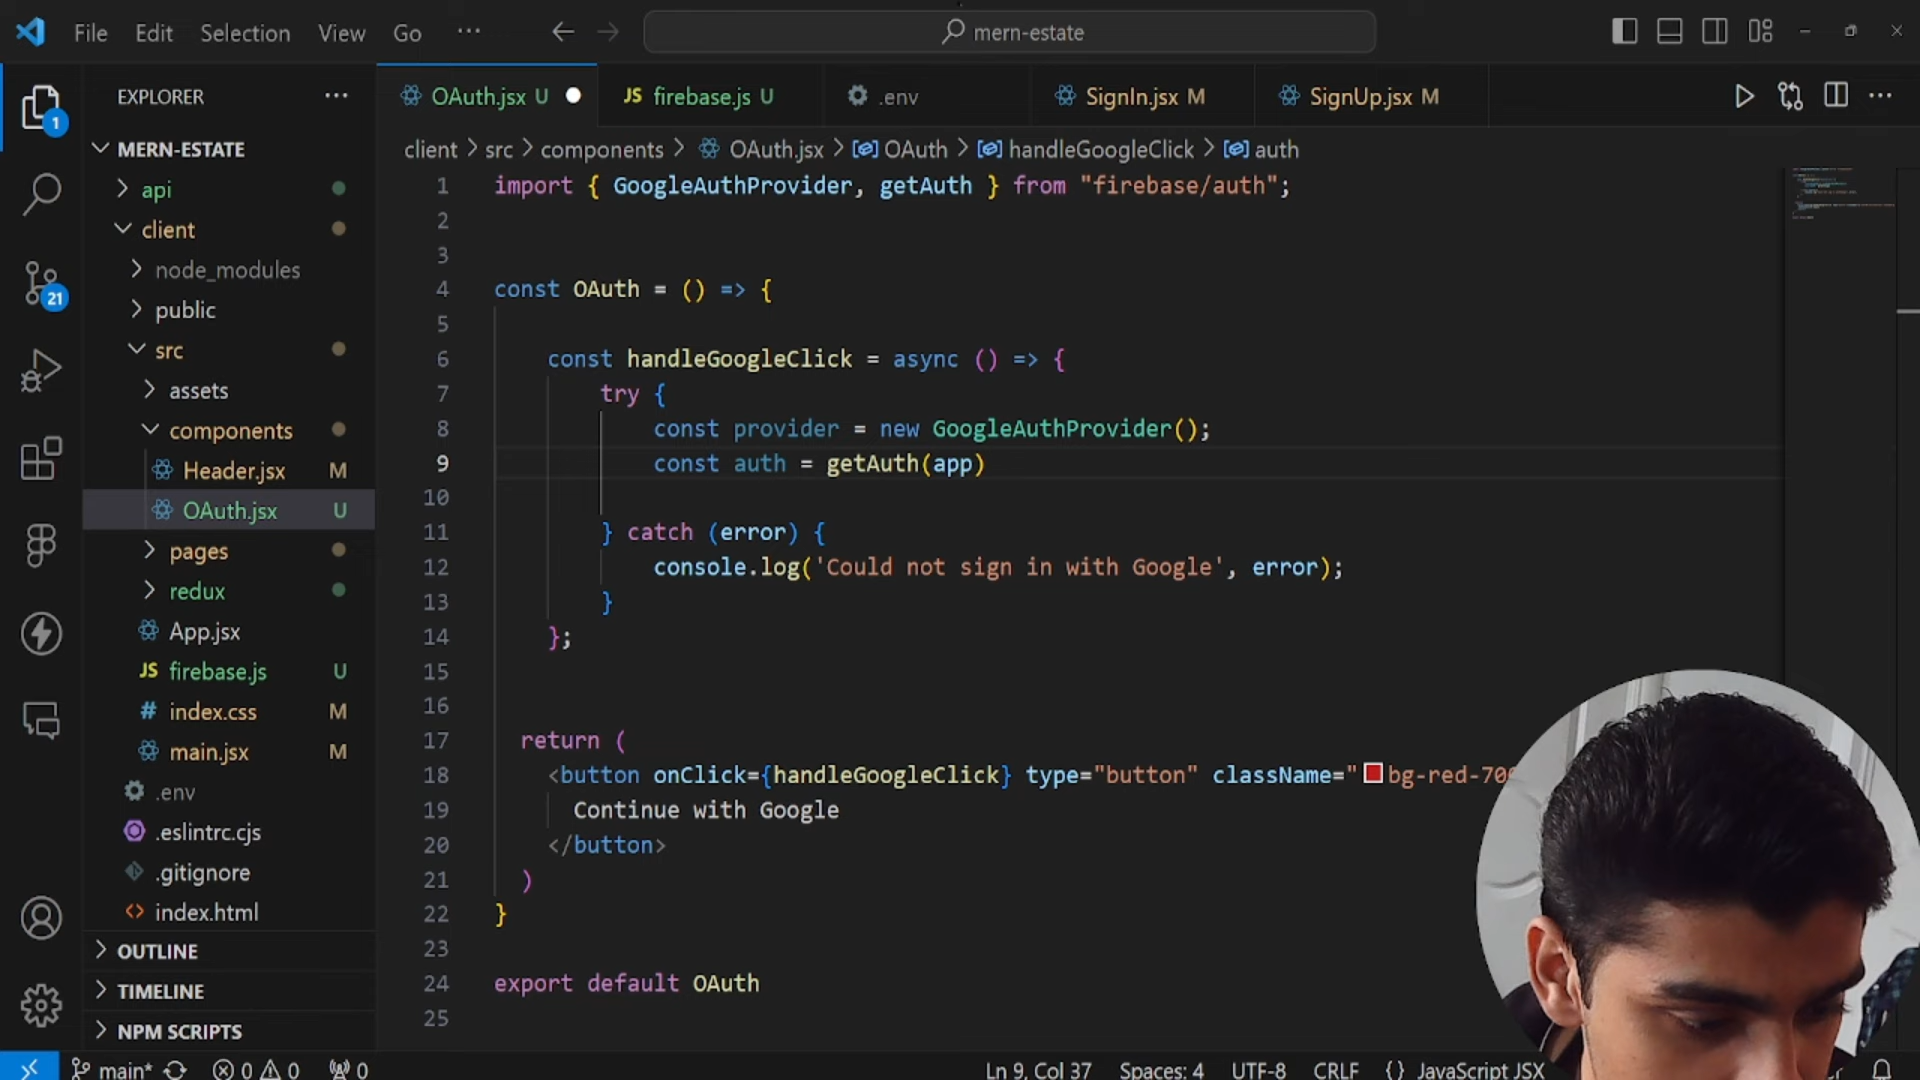 File Edit Selection View Go ··· mern-estate
EXPLORER ···
1
MERN-ESTATE
api
client
node_modules
public
21
src
assets
components
Header.jsx M
OAuth.jsx U
pages
redux
App.jsx
JS firebase.js U
# index.css M
main.jsx M
.env
.eslintrc.cjs
.gitignore
<> index.html
OUTLINE
TIMELINE
NPM SCRIPTS
OAuth.jsx U JS firebase.js U .env SignIn.jsx M SignUp.jsx M ···
client > src > components > OAuth.jsx > OAuth > handleGoogleClick > auth
1 import { GoogleAuthProvider, getAuth } from "firebase/auth";
2
3
4 const OAuth = () => {
5
6 const handleGoogleClick = async () => {
7 try {
8 const provider = new GoogleAuthProvider();
9 const auth = getAuth(app)
10
11 } catch (error) {
12 console.log('Could not sign in with Google', error);
13 }
14 };
15
16
17 return (
18 <button onClick={handleGoogleClick} type="button" className="bg-red-700
19 Continue with Google
20 </button>
21 )
22 }
23
24 export default OAuth
25
main* 0 0 0 Ln 9, Col 37 Spaces: 4 UTF-8 CRLF {} JavaScript JSX